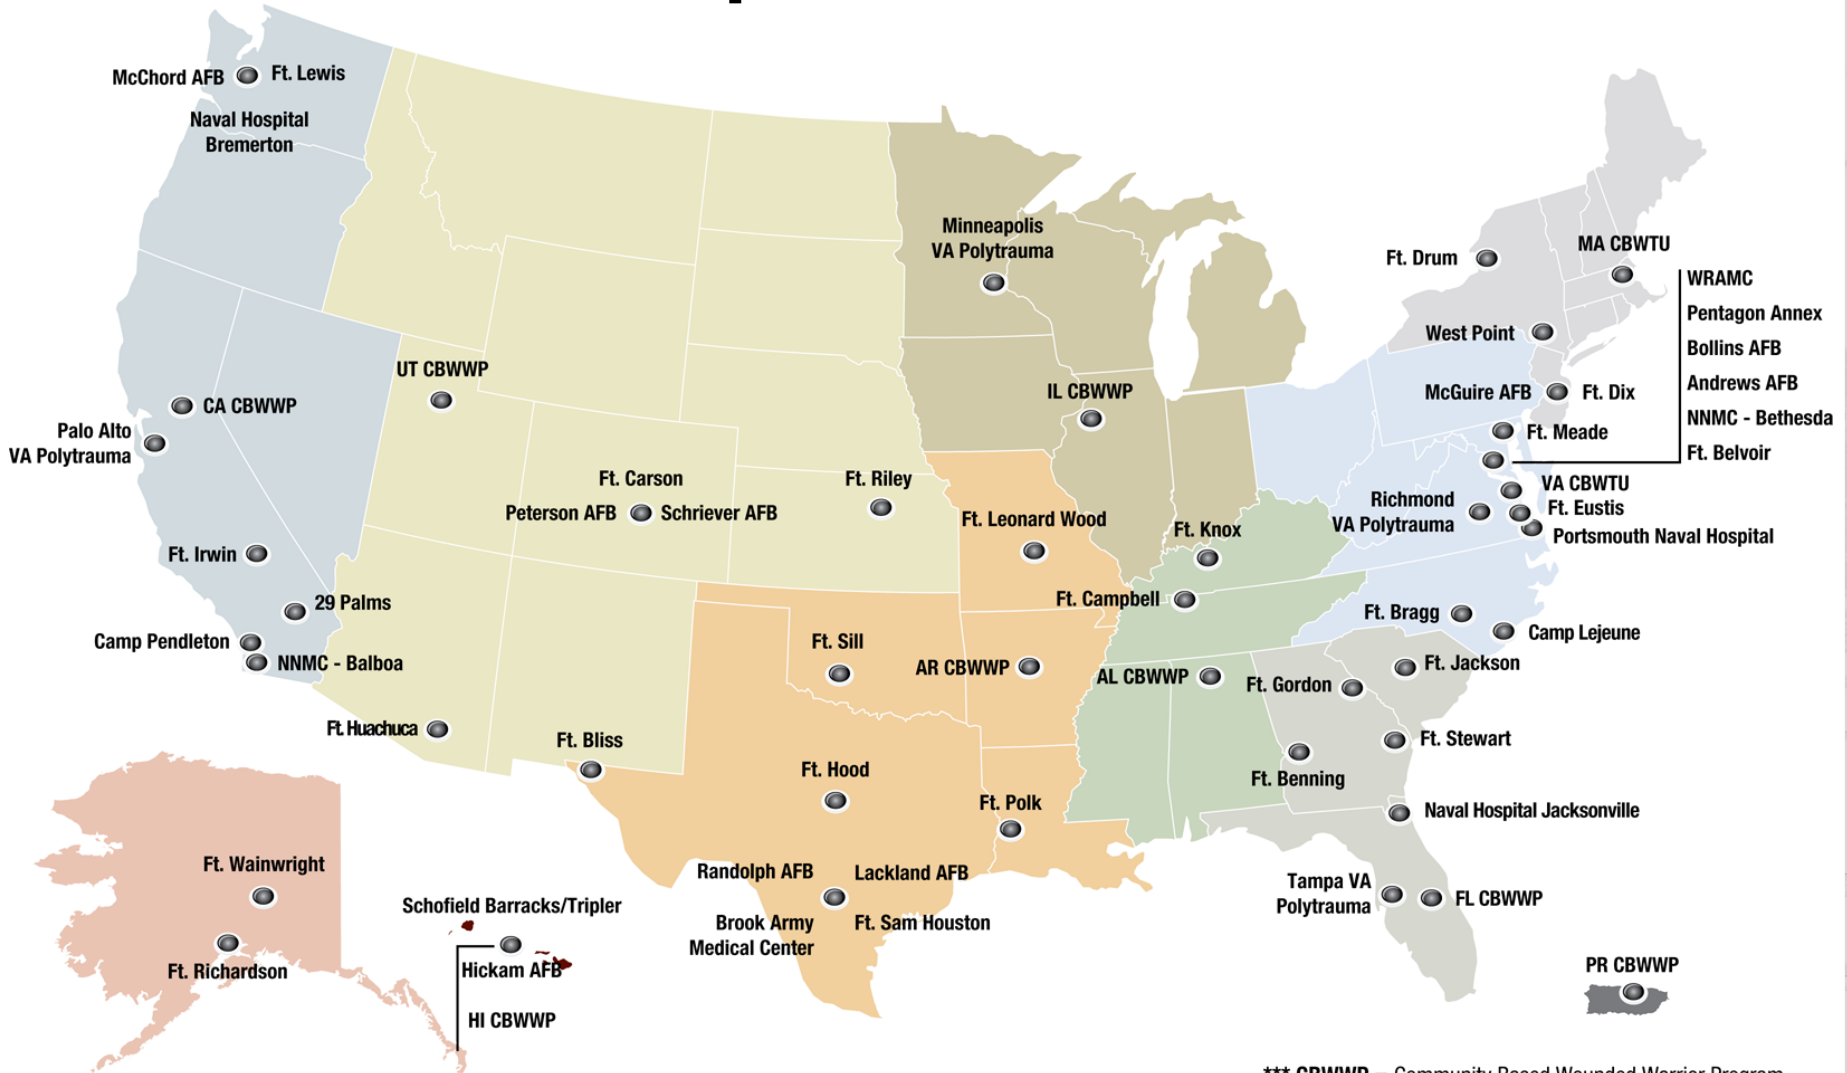 McChord AFB
Ft. Lewis
Naval Hospital
Bremerton
Minneapolis
VA Polytrauma
Ft. Drum
MA CBWTU
WRAMC
Pentagon Annex
Bollins AFB
Andrews AFB
NNMC - Bethesda
Ft. Belvoir
West Point
UT CBWWP
IL CBWWP
McGuire AFB
Ft. Dix
CA CBWWP
Palo Alto
VA Polytrauma
Ft. Meade
Ft. Carson
Peterson AFB
Schriever AFB
Ft. Riley
VA CBWTU
Ft. Eustis
Richmond
VA Polytrauma
Portsmouth Naval Hospital
Ft. Leonard Wood
Ft. Knox
Ft. Irwin
29 Palms
Ft. Campbell
Ft. Bragg
Camp Lejeune
Camp Pendleton
NNMC - Balboa
Ft. Sill
AR CBWWP
AL CBWWP
Ft. Gordon
Ft. Jackson
Ft. Huachuca
Ft. Bliss
Ft. Stewart
Ft. Hood
Ft. Benning
Ft. Polk
Naval Hospital Jacksonville
Ft. Wainwright
Randolph AFB
Lackland AFB
Tampa VA
Polytrauma
FL CBWWP
Schofield Barracks/Tripler
Brook Army
Medical Center
Ft. Sam Houston
Ft. Richardson
Hickam AFB
PR CBWWP
HI CBWWP
*** CBWWP = Community Based Wounded Warrior Program